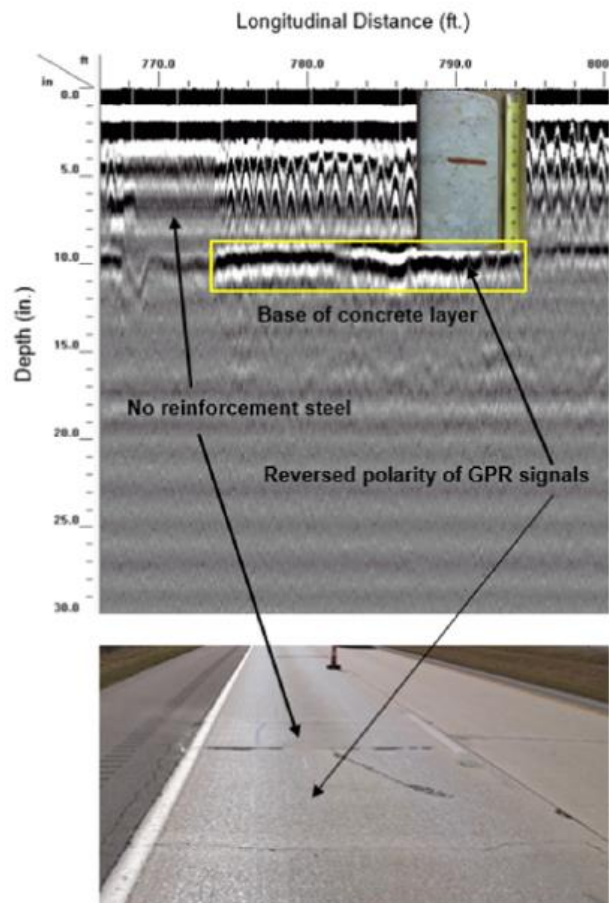 Longitudinal Distance (ft.)
ft
in
770.0
780.0
790.0
800
0.0
5.0
10.0
15.0
20.0
25.0
30.0
Depth (in.)
Base of concrete layer
No reinforcement steel
Reversed polarity of GPR signals